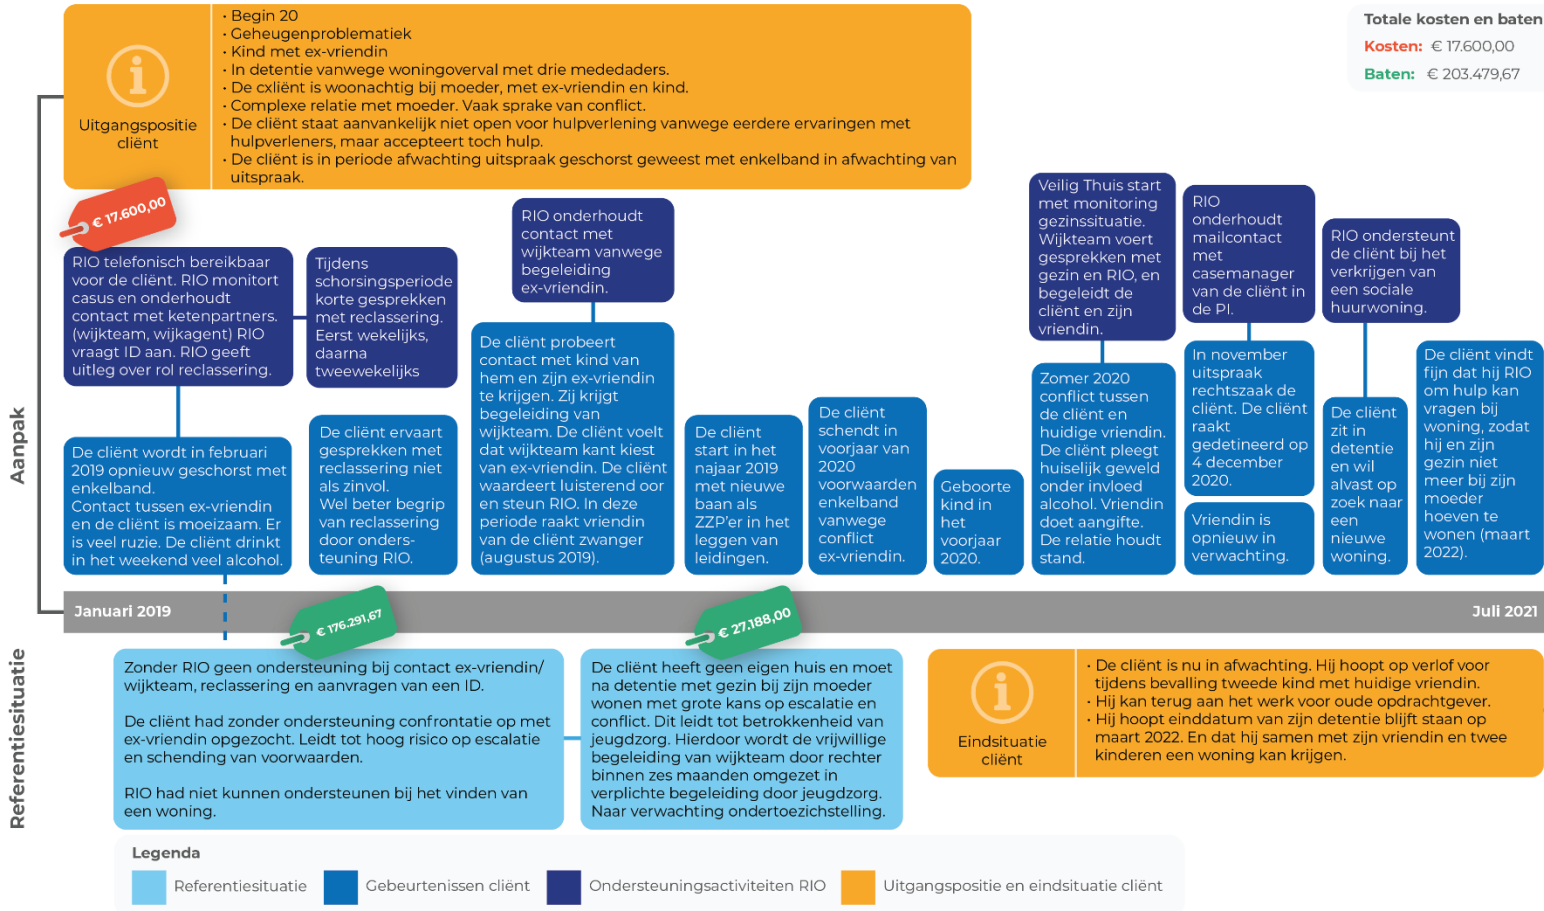 • Begin 20
• Geheugenproblematiek
• Kind met ex-vriendin
• In detentie vanwege woningoverval met drie mededaders.
• De cxliënt is woonachtig bij moeder, met ex-vriendin en kind.
• Complexe relatie met moeder. Vaak sprake van conflict.
• De cliënt staat aanvankelijk niet open voor hulpverlening vanwege eerdere ervaringen met
hulpverleners, maar accepteert toch hulp.
• De cliënt is in periode afwachting uitspraak geschorst geweest met enkelband in afwachting van
uitspraak.
Uitgangspositie
cliënt
Totale kosten en baten
Kosten: € 17.600,00
Baten: € 203.479,67
Aanpak
€ 17.600,00
RIO telefonisch bereikbaar
voor de cliënt. RIO monitort
casus en onderhoudt
contact met ketenpartners.
(wijkteam, wijkagent) RIO
vraagt ID aan. RIO geeft
uitleg over rol reclassering.
Tijdens
schorsingsperiode
korte gesprekken
met reclassering.
Eerst wekelijks,
daarna
tweewekelijks
RIO onderhoudt
contact met
wijkteam vanwege
begeleiding
ex-vriendin.
Veilig Thuis start
met monitoring
gezinssituatie.
Wijkteam voert
gesprekken met
gezin en RIO, en
begeleidt de
cliënt en zijn
vriendin.
RIO
onderhoudt
mailcontact
met
casemanager
van de cliënt in
de PI.
RIO ondersteunt
de cliënt bij het
verkrijgen van
een sociale
huurwoning.
De cliënt wordt in februari
2019 opnieuw geschorst met
enkelband.
Contact tussen ex-vriendin
en de cliënt is moeizaam. Er
is veel ruzie. De cliënt drinkt
in het weekend veel alcohol.
De cliënt ervaart
gesprekken met
reclassering niet
als zinvol.
Wel beter begrip
van reclassering
door onders-
teuning RIO.
De cliënt probeert
contact met kind van
hem en zijn ex-vriendin
te krijgen. Zij krijgt
begeleiding van
wijkteam. De cliënt voelt
dat wijkteam kant kiest
van ex-vriendin. De cliënt
waardeert luisterend oor
en steun RIO. In deze
periode raakt vriendin
van de cliënt zwanger
(augustus 2019).
De cliënt
start in het
najaar 2019
met nieuwe
baan als
ZZP'er in het
leggen van
leidingen.
De cliënt
schendt in
voorjaar van
2020
voorwaarden
enkelband
vanwege
conflict
ex-vriendin.
Geboorte
kind in
het
voorjaar
2020.
Zomer 2020
conflict tussen
de cliënt en
huidige vriendin.
De cliënt pleegt
huiselijk geweld
onder invloed
alcohol. Vriendin
doet aangifte.
De relatie houdt
stand.
In november
uitspraak
rechtszaak de
cliënt. De cliënt
raakt
gedetineerd op
4 december
2020.
Vriendin is
opnieuw in
verwachting.
De cliënt
zit in
detentie
en wil
alvast op
zoek naar
een
nieuwe
woning.
De cliënt vindt
fijn dat hij RIO
om hulp kan
vragen bij
woning, zodat
hij en zijn
gezin niet
meer bij zijn
moeder
hoeven te
wonen (maart
2022).
Januari 2019
Juli 2021
Referentiesituatie
€ 176.291,67
€ 27.188,00
Zonder RIO geen ondersteuning bij contact ex-vriendin/
wijkteam, reclassering en aanvragen van een ID.
De cliënt had zonder ondersteuning confrontatie op met
ex-vriendin opgezocht. Leidt tot hoog risico op escalatie
en schending van voorwaarden.
RIO had niet kunnen ondersteunen bij het vinden van
een woning.
De cliënt heeft geen eigen huis en moet
na detentie met gezin bij zijn moeder
wonen met grote kans op escalatie en
conflict. Dit leidt tot betrokkenheid van
jeugdzorg. Hierdoor wordt de vrijwillige
begeleiding van wijkteam door rechter
binnen zes maanden omgezet in
verplichte begeleiding door jeugdzorg.
Naar verwachting ondertoezichtstelling.
Eindsituatie
cliënt
• De cliënt is nu in afwachting. Hij hoopt op verlof voor
tijdens bevalling tweede kind met huidige vriendin.
• Hij kan terug aan het werk voor oude opdrachtgever.
• Hij hoopt einddatum van zijn detentie blijft staan op
maart 2022. En dat hij samen met zijn vriendin en twee
kinderen een woning kan krijgen.
Legenda
Referentiesituatie
Gebeurtenissen cliënt
Ondersteuningsactiviteiten RIO
Uitgangspositie en eindsituatie cliënt